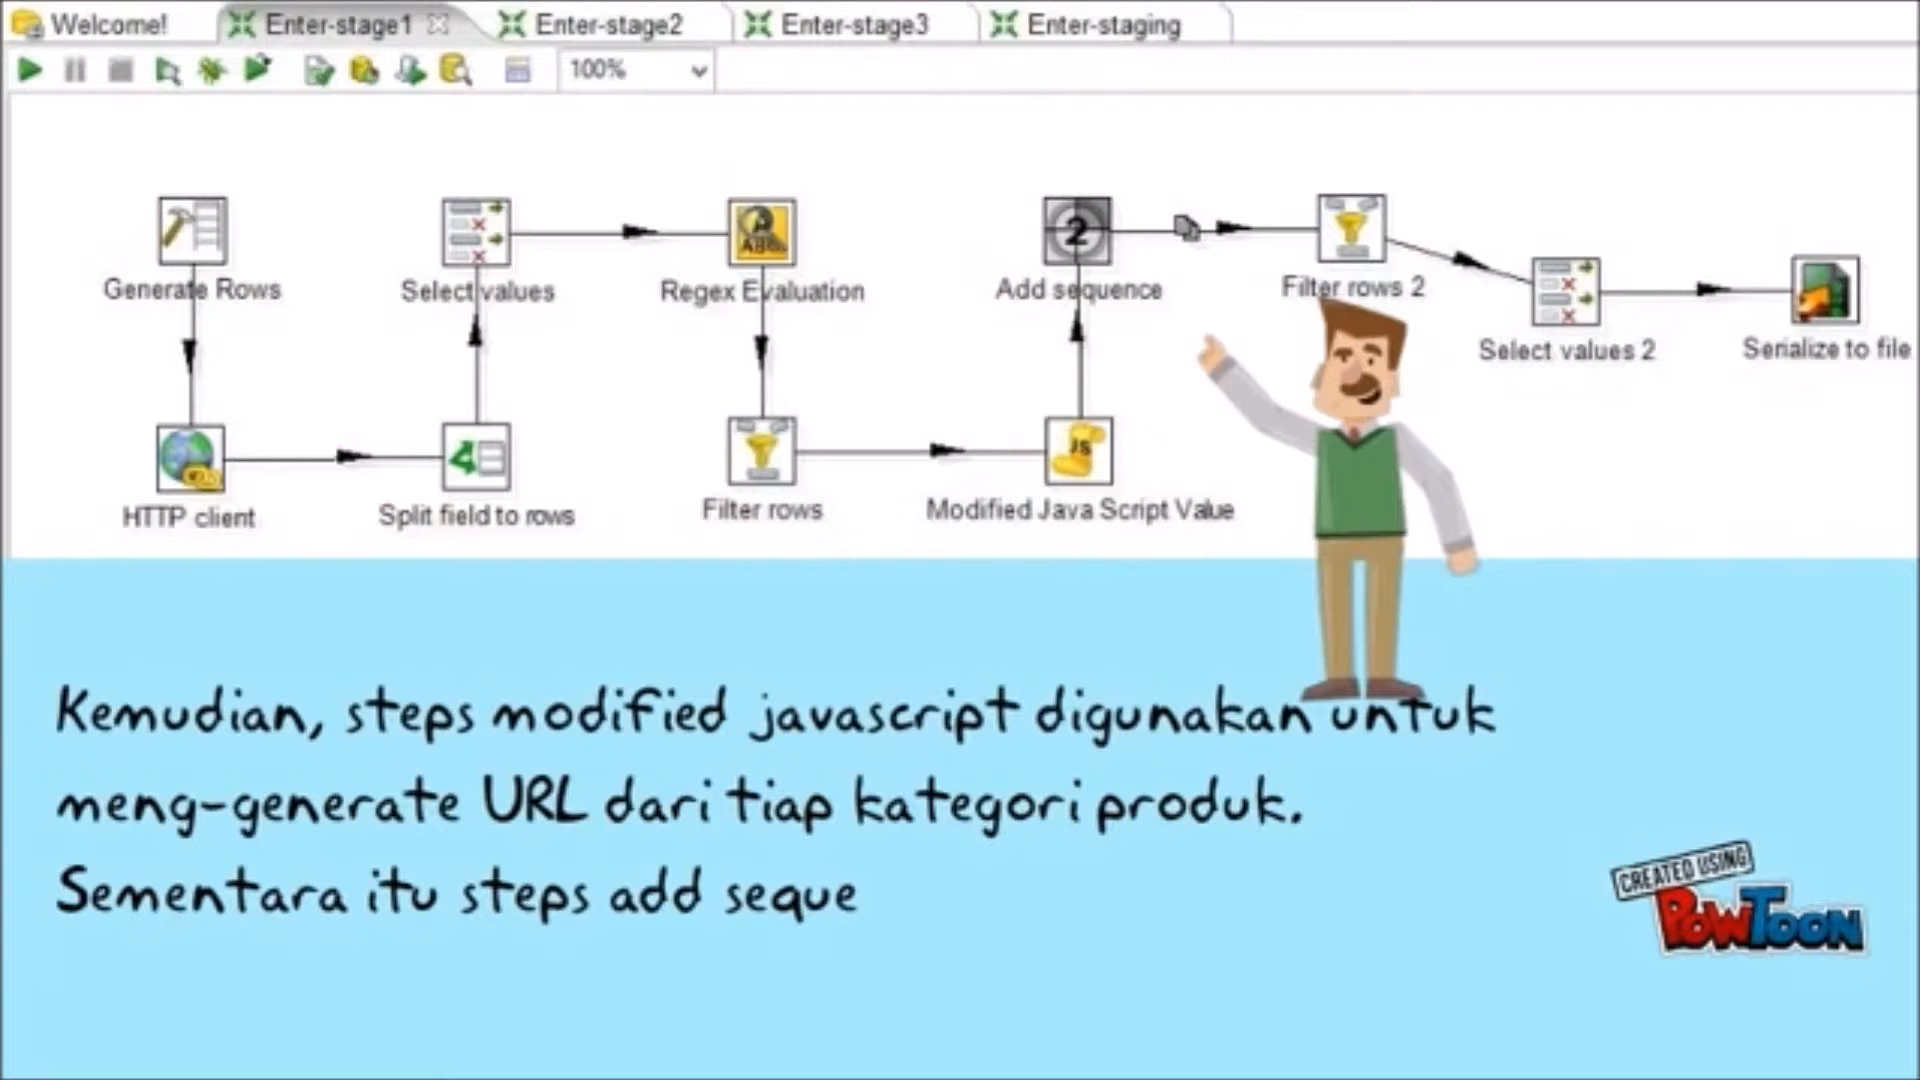 Welcome! Enter-stage1 Enter-stage2 Enter-stage3 Enter-staging
100%
Generate Rows Select values Regex Evaluation Add sequence Filter rows 2
Select values 2 Serialize to file
HTTP client Split field to rows Filter rows Modified Java Script Value
2
ABC
JS
Kemudian, steps modified javascript digunakan untuk
meng-generate URL dari tiap kategori produk.
Sementara itu steps add seque
CREATED USING
POWTOON